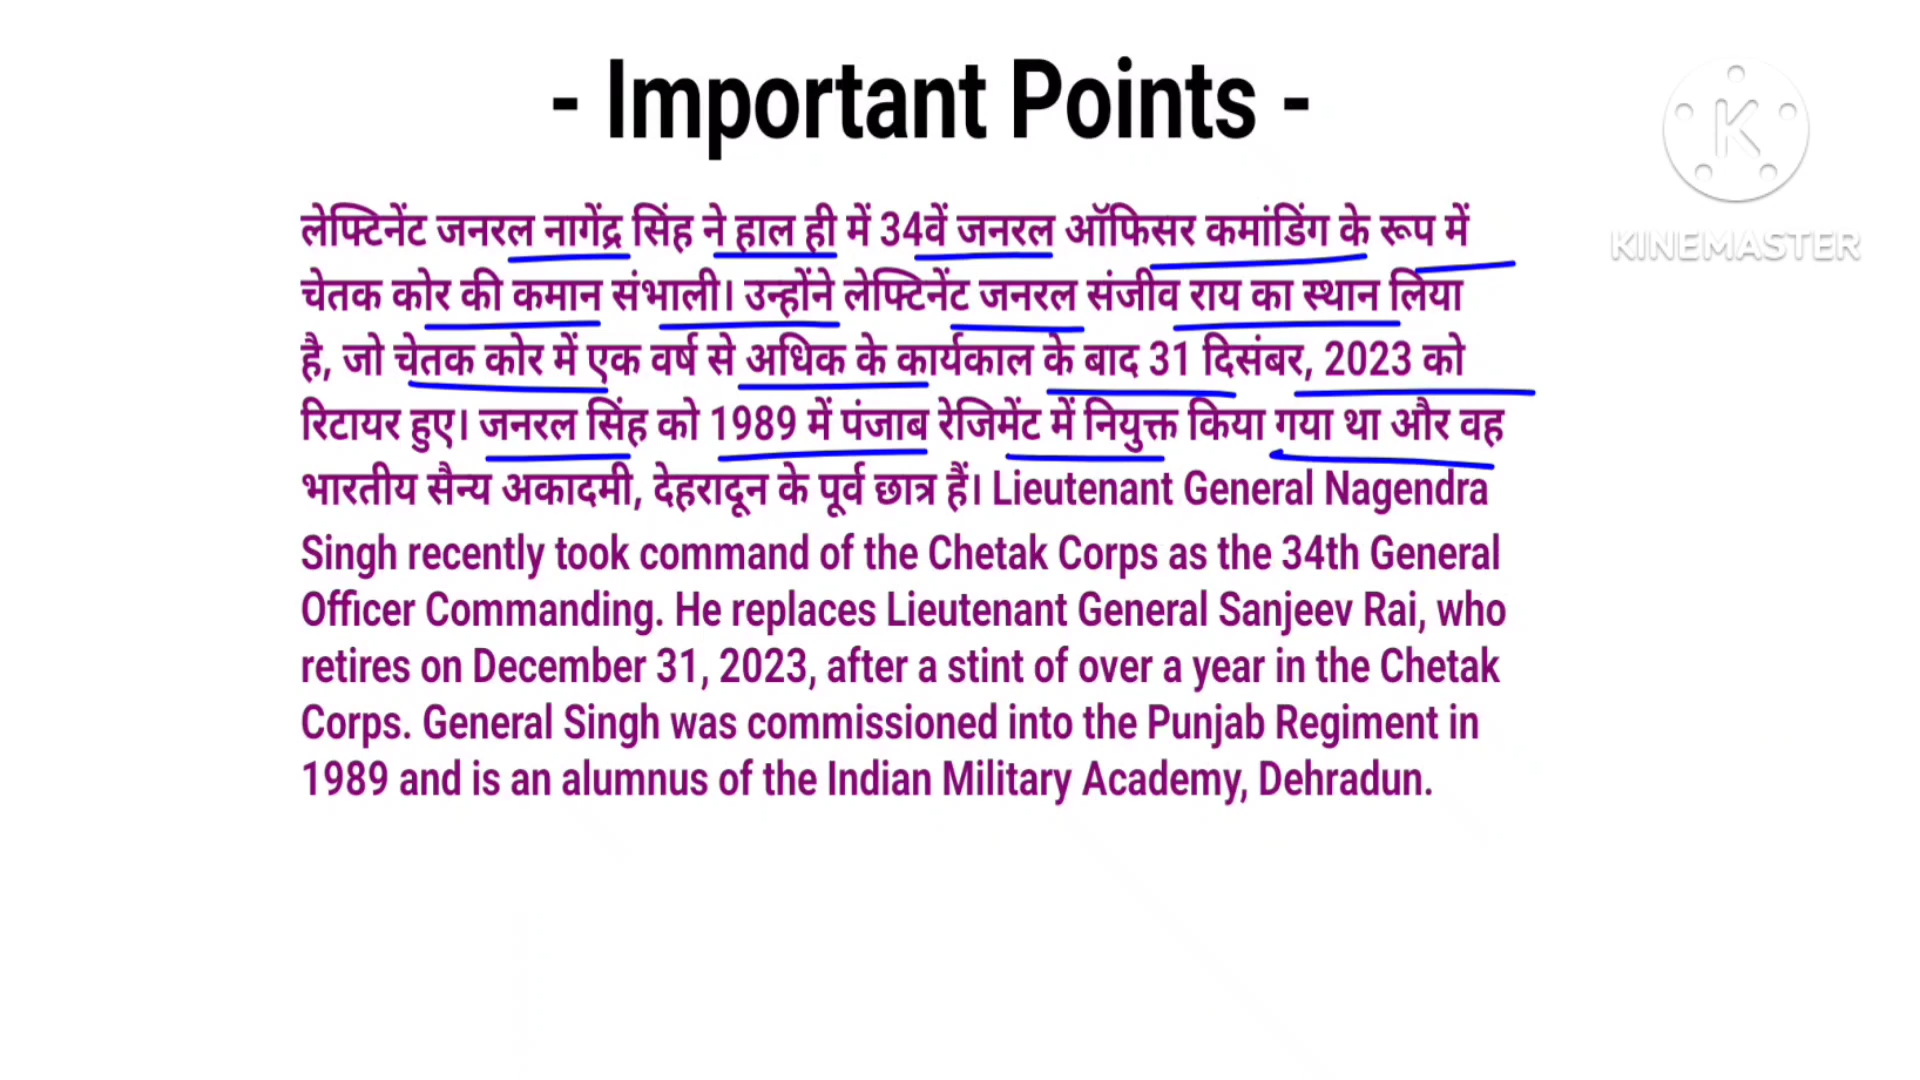 - Important Points -
लेफ्टिनेंट जनरल नागेंद्र सिंह ने हाल ही में 34वें जनरल ऑफिसर कमांडिंग के रूप में
चेतक कोर की कमान संभाली। उन्होंने लेफ्टिनेंट जनरल संजीव राय का स्थान लिया
है, जो चेतक कोर में एक वर्ष से अधिक के कार्यकाल के बाद 31 दिसंबर, 2023 को
रिटायर हुए। जनरल सिंह को 1989 में पंजाब रेजिमेंट में नियुक्त किया गया था और वह
भारतीय सैन्य अकादमी, देहरादून के पूर्व छात्र हैं। Lieutenant General Nagendra
Singh recently took command of the Chetak Corps as the 34th General
Officer Commanding. He replaces Lieutenant General Sanjeev Rai, who
retires on December 31, 2023, after a stint of over a year in the Chetak
Corps. General Singh was commissioned into the Punjab Regiment in
1989 and is an alumnus of the Indian Military Academy, Dehradun.
K
KINEMASTER